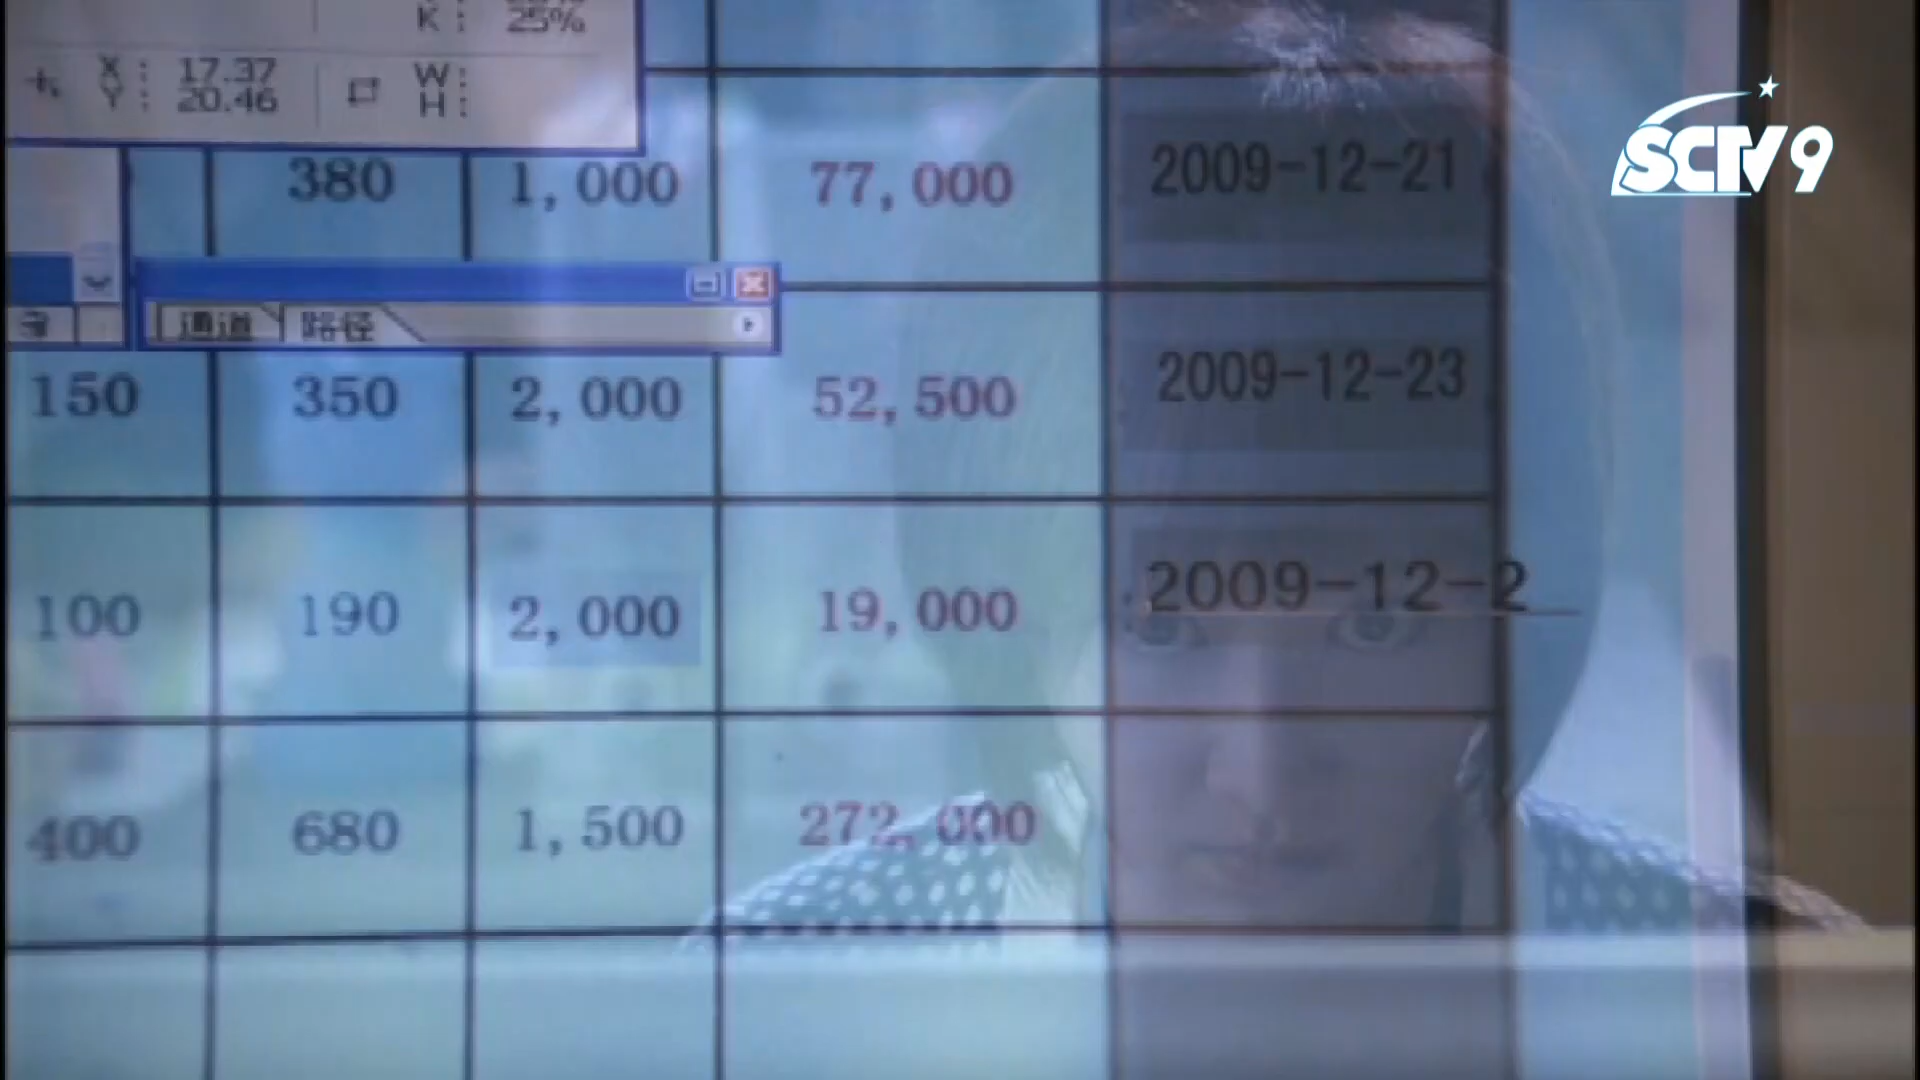 K: 25%
X: 17.37 W:
Y: 20.46 H:
SCTV9
380 1,000 77,000 2009-12-21
通道 路径
150 350 2,000 52,500 2009-12-23
100 190 2,000 19,000 2009-12-2
400 680 1,500 272,000